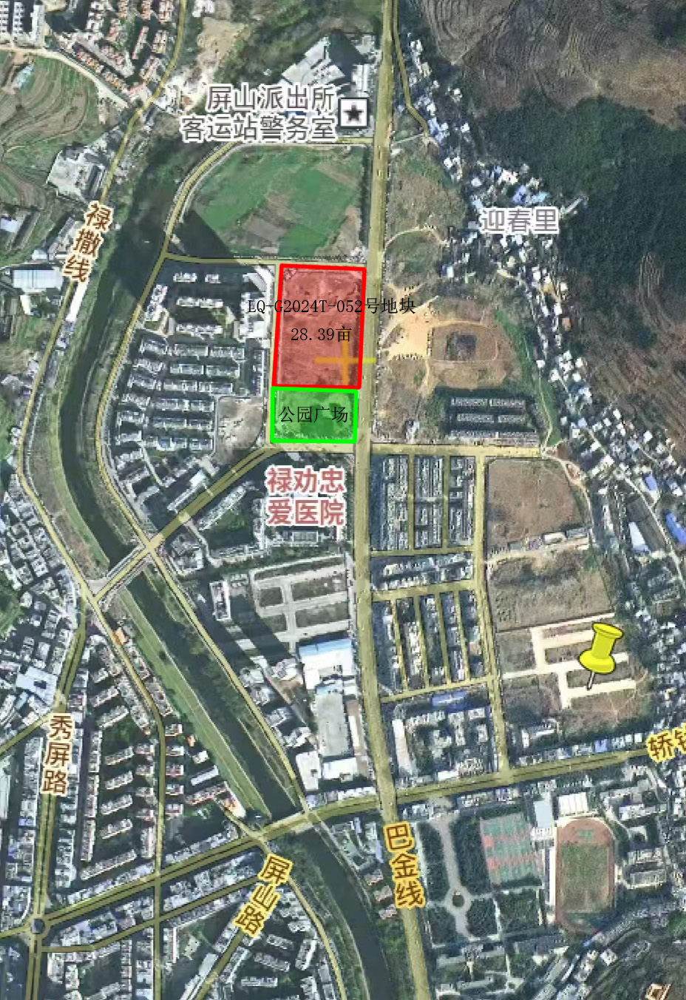 屏山派出所
客运站警务室
禄撒线
迎春里
LQ-G2024T-052号地块
28.39亩
公园广场
禄劝忠
爱医院
秀屏路
轿铁
巴金线
屏山路